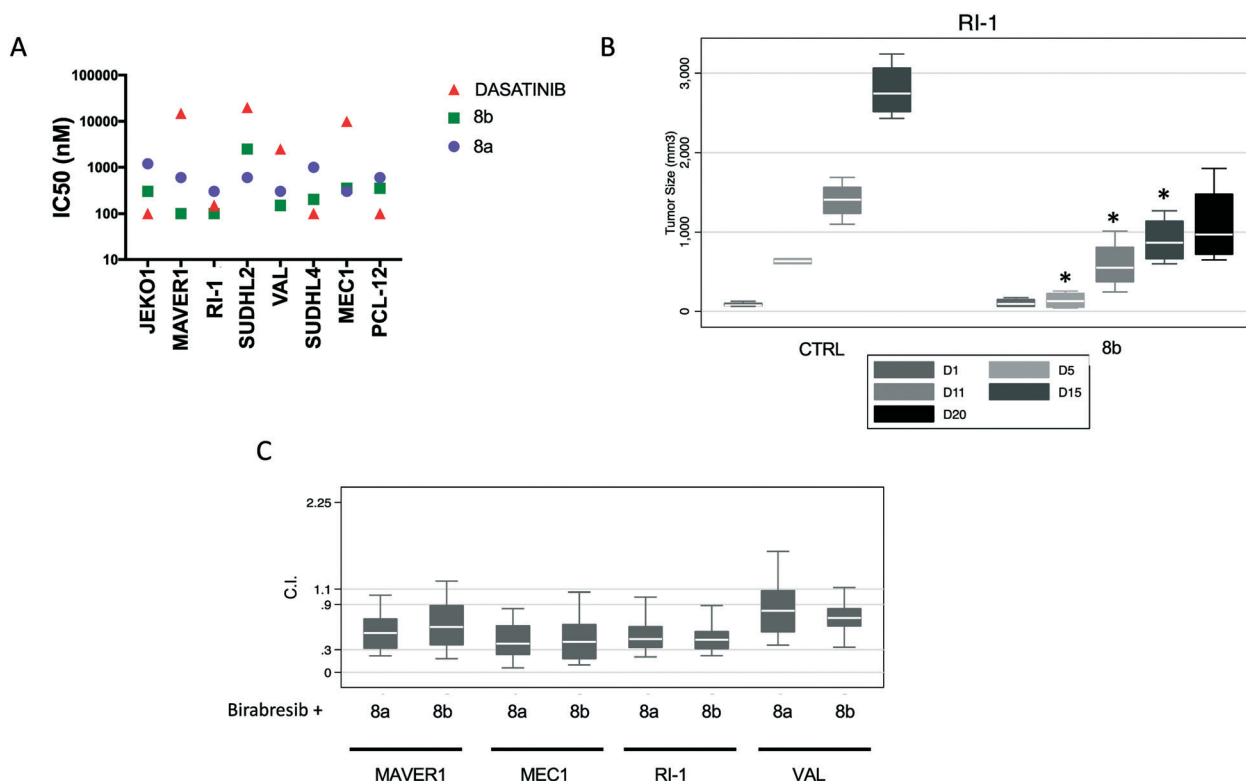 A
IC50 (nM)
100000
10000
1000
100
10
JEKO1
MAVER1
RI-1
SUDHL2
VAL
SUDHL4
MEC1
PCL-12
DASATINIB
8b
8a
B
RI-1
Tumor Size (mm3)
3,000
2,000
1,000
0
*
*
*
CTRL
8b
D1
D5
D11
D15
D20
C
C.I.
2.25
1.1
.9
.3
0
Birabresib + 8a 8b 8a 8b 8a 8b 8a 8b
MAVER1 MEC1 RI-1 VAL